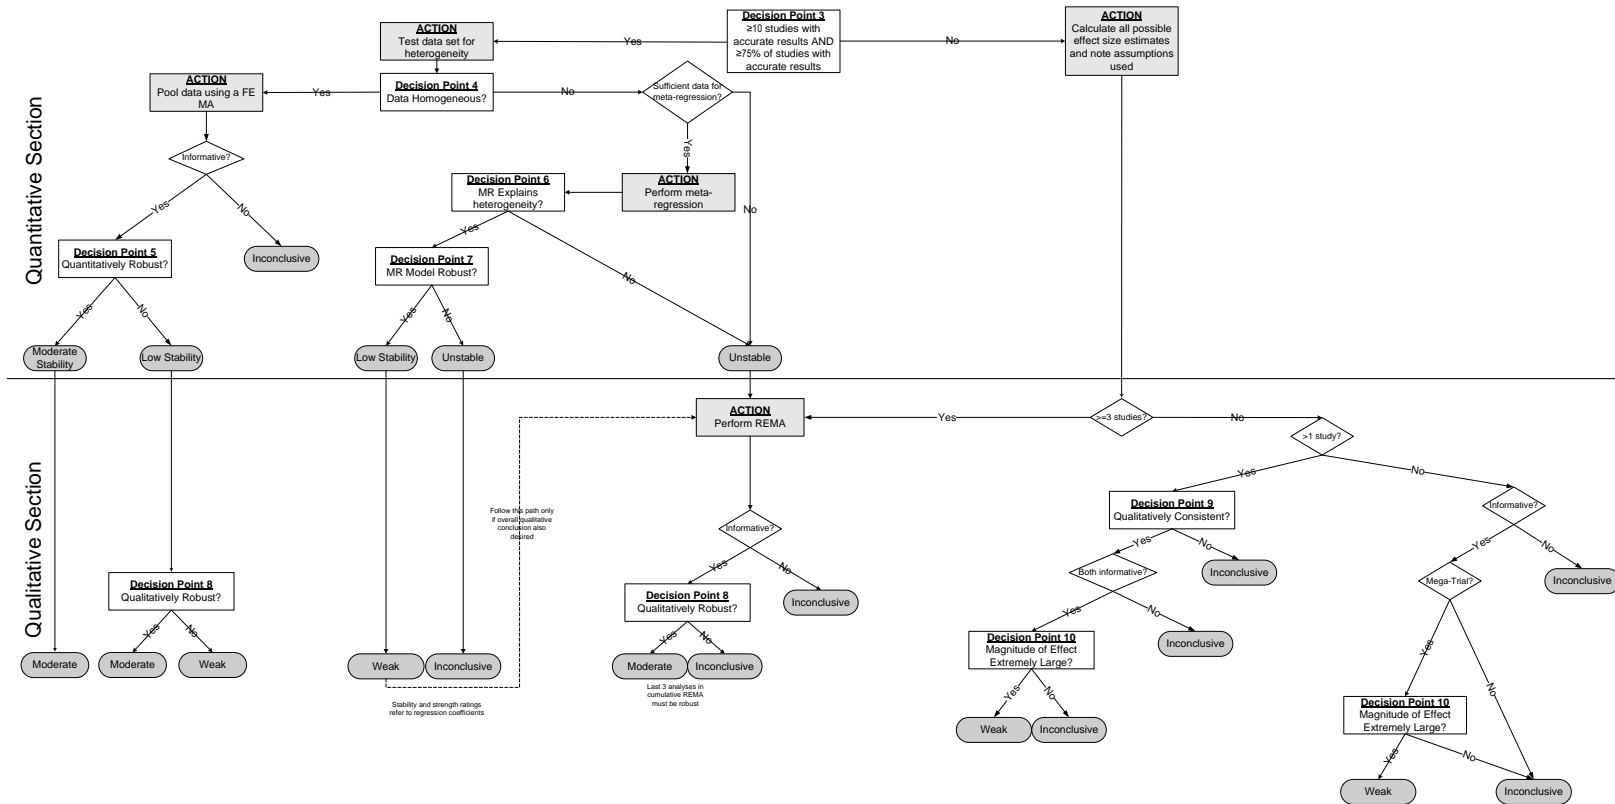 Quantitative Section
Qualitative Section
Decision Point 3
≥10 studies with
accurate results AND
≥75% of studies with
accurate results
Yes
No
ACTION
Test data set for
heterogeneity
ACTION
Calculate all possible
effect size estimates
and note assumptions
used
Decision Point 4
Data Homogeneous?
Yes
No
ACTION
Pool data using a FE
MA
Sufficient data for
meta-regression?
Yes
No
Informative?
Yes
No
Decision Point 6
MR Explains
heterogeneity?
ACTION
Perform meta-
regression
Yes
No
Decision Point 5
Quantitatively Robust?
Inconclusive
Decision Point 7
MR Model Robust?
Yes
No
Yes
No
Moderate
Stability
Low Stability
Low Stability
Unstable
Unstable
ACTION
Perform REMA
Yes
>=3 studies?
No
>1 study?
Yes
No
Follow this path only
if overall qualitative
conclusion also
desired
Informative?
Yes
No
Decision Point 9
Qualitatively Consistent?
Yes
No
Informative?
Yes
No
Decision Point 8
Qualitatively Robust?
Yes
No
Decision Point 8
Qualitatively Robust?
Yes
No
Inconclusive
Both informative?
Yes
No
Inconclusive
Mega-Trial?
Yes
No
Inconclusive
Moderate
Moderate
Weak
Weak
Inconclusive
Moderate
Inconclusive
Decision Point 10
Magnitude of Effect
Extremely Large?
Yes
No
Inconclusive
Stability and strength ratings
refer to regression coefficients
Last 3 analyses in
cumulative REMA
must be robust
Weak
Inconclusive
Decision Point 10
Magnitude of Effect
Extremely Large?
Yes
No
Weak
Inconclusive